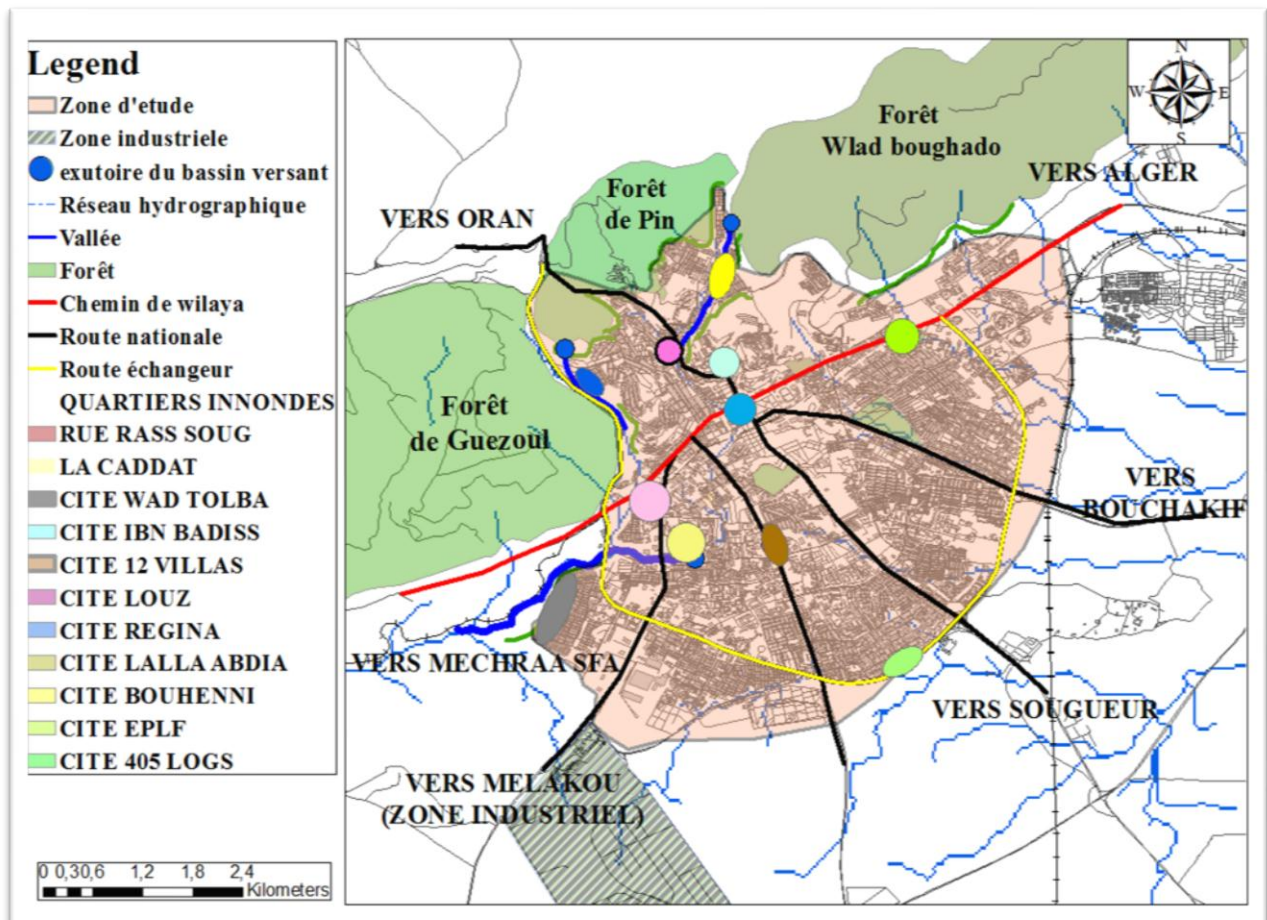 Legend
Zone d'etude
Zone industriele
exutoire du bassin versant
Réseau hydrographique
Vallée
Forêt
Chemin de wilaya
Route nationale
Route échangeur
QUARTIERS INNONDES
RUE RASS SOUG
LA CADDAT
CITE WAD TOLBA
CITE IBN BADISS
CITE 12 VILLAS
CITE LOUZ
CITE REGINA
CITE LALLA ABDIA
CITE BOUHENNI
CITE EPLF
CITE 405 LOGS
0 0,30,6 1,2 1,8 2,4
Kilometers
N
W E
S
Forêt
Wlad boughado
VERS ALGER
Forêt
de Pin
VERS ORAN
Forêt
de Guezoul
VERS
BOUCHAKIF
VERS MECHRAA SFA
VERS SOUGUEUR
VERS MELAKOU
(ZONE INDUSTRIEL)